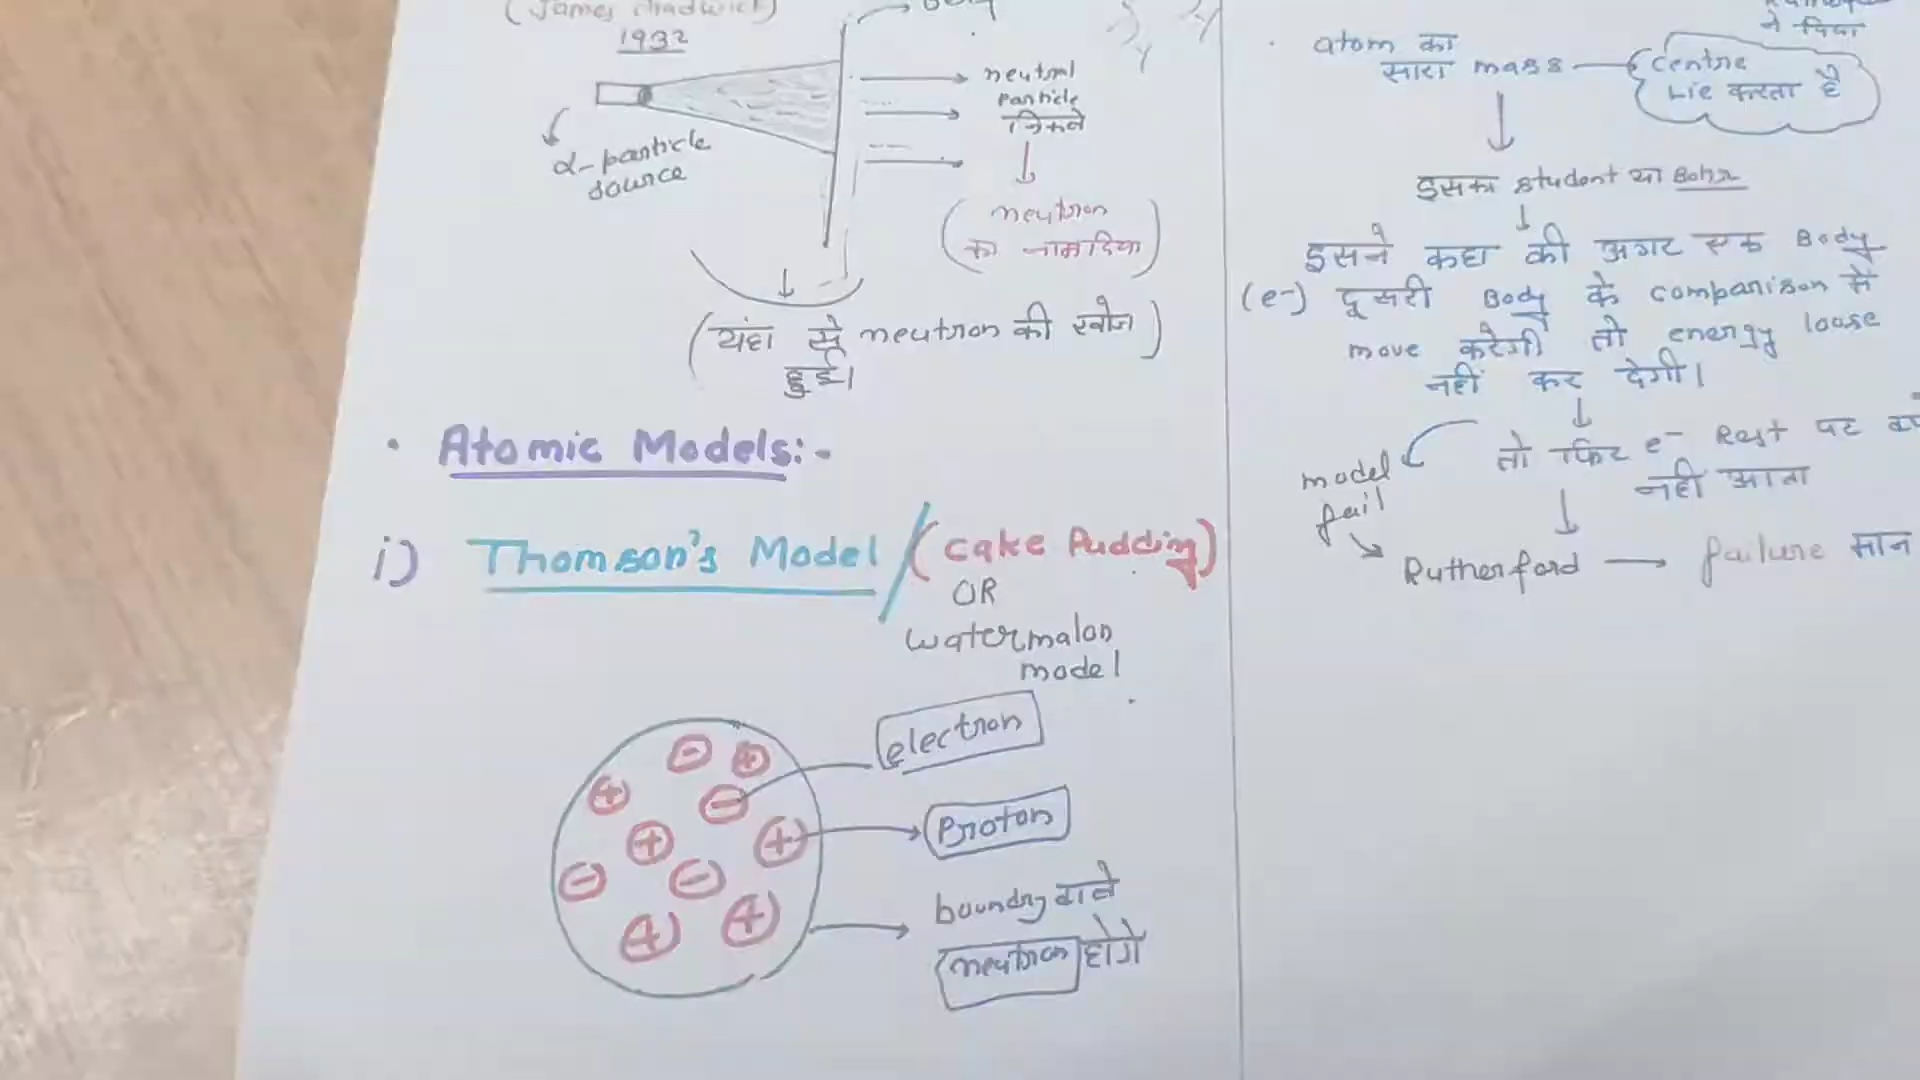 (James chadwick)
1932
α-particle
source
neutral
particle
निकले
(neutron
का नाम दिया)
(यंहा से neutron की खोज)
हुई।
· Atomic Models:-
i) Thomson's Model / (Cake Pudding)
OR
watermalon
model
electron
Proton
boundry वाले
neutron होंगे
ने दिया
atom का
सारा mass
Centre
Lie करता है
इसका student था Bohr
इसने कहा की अगर एक Body
(e-) दूसरी Body के comparison में
move करेगी तो energy loose
नहीं कर देगी।
तो फिर e- Rest पर
नही आता
model
fail
Rutherford → failure मान